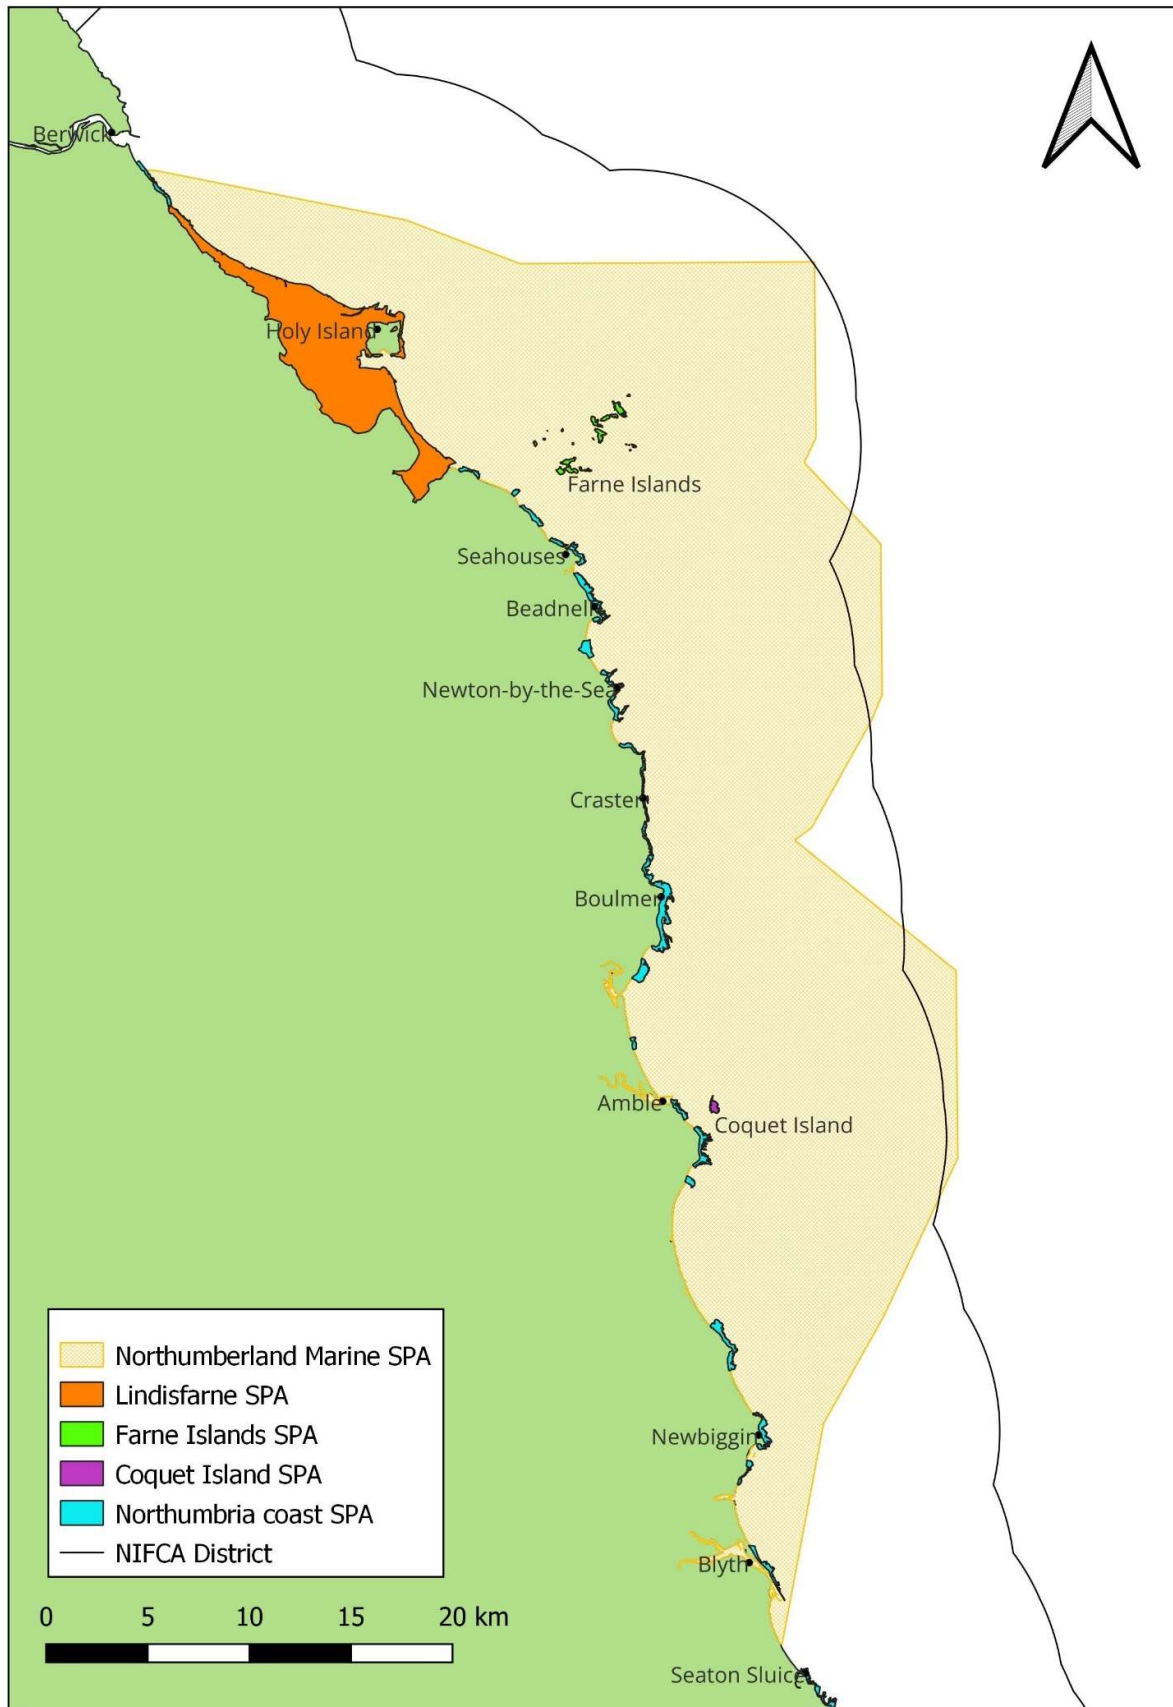 Berwick
Holy Island
Farne Islands
Seahouses
Beadnell
Newton-by-the-Sea
Craster
Boulmer
Amble
Coquet Island
Northumberland Marine SPA
Lindisfarne SPA
Farne Islands SPA
Coquet Island SPA
Northumbria coast SPA
NIFCA District
Newbiggin
Blyth
0 5 10 15 20 km
Seaton Sluice